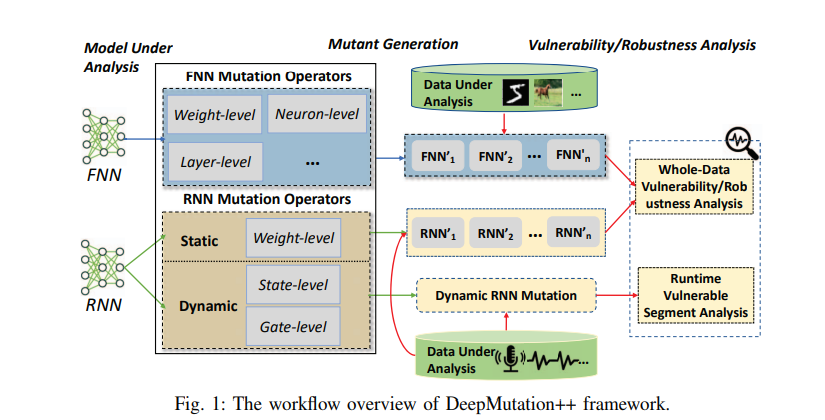 Model Under
Analysis
Mutant Generation
Vulnerability/Robustness Analysis
FNN Mutation Operators
Weight-level
Neuron-level
Layer-level
...
FNN
RNN Mutation Operators
Static
Weight-level
Dynamic
State-level
Gate-level
RNN
Data Under
Analysis
5
...
FNN'1
FNN'2
...
FNN'n
RNN'1
RNN'2
...
RNN'n
Dynamic RNN Mutation
Data Under
Analysis
...
Whole-Data
Vulnerability/Rob
ustness Analysis
Runtime
Vulnerable
Segment Analysis
Fig. 1: The workflow overview of DeepMutation++ framework.